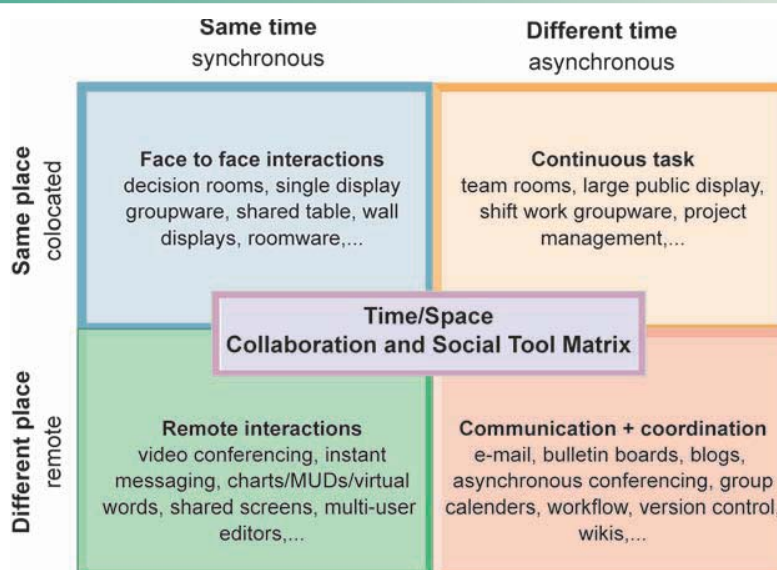 Same time
synchronous
Different time
asynchronous
Same place
colocated
Face to face interactions
decision rooms, single display
groupware, shared table, wall
displays, roomware,...
Continuous task
team rooms, large public display,
shift work groupware, project
management,...
Time/Space
Collaboration and Social Tool Matrix
Different place
remote
Remote interactions
video conferencing, instant
messaging, charts/MUDs/virtual
words, shared screens, multi-user
editors,...
Communication + coordination
e-mail, bulletin boards, blogs,
asynchronous conferencing, group
calenders, workflow, version control,
wikis,...